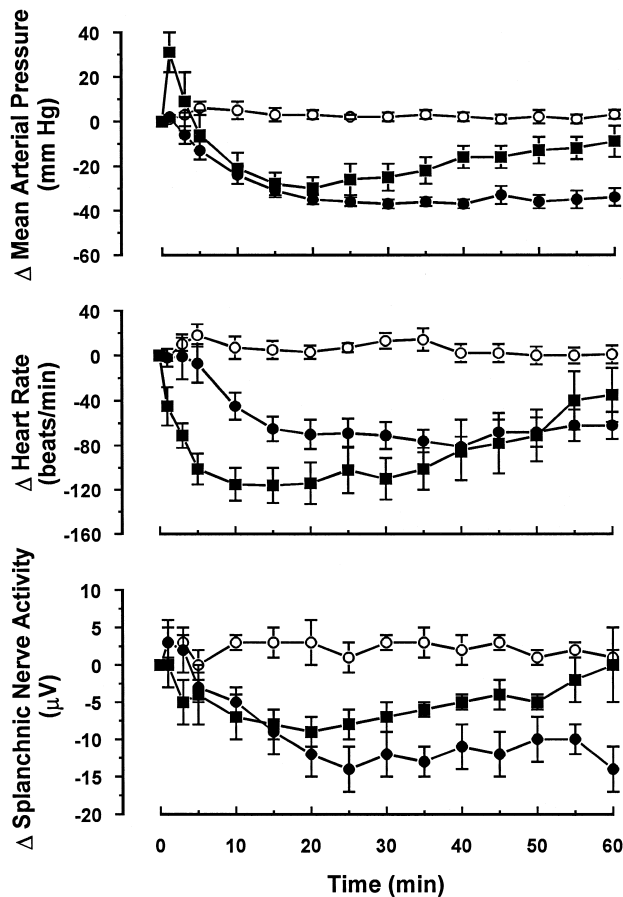 Δ Mean Arterial Pressure
(mm Hg)
40
20
0
-20
-40
-60
Δ Heart Rate
(beats/min)
40
0
-40
-80
-120
-160
Δ Splanchnic Nerve Activity
(μV)
10
5
0
-5
-10
-15
-20
0 10 20 30 40 50 60
Time (min)